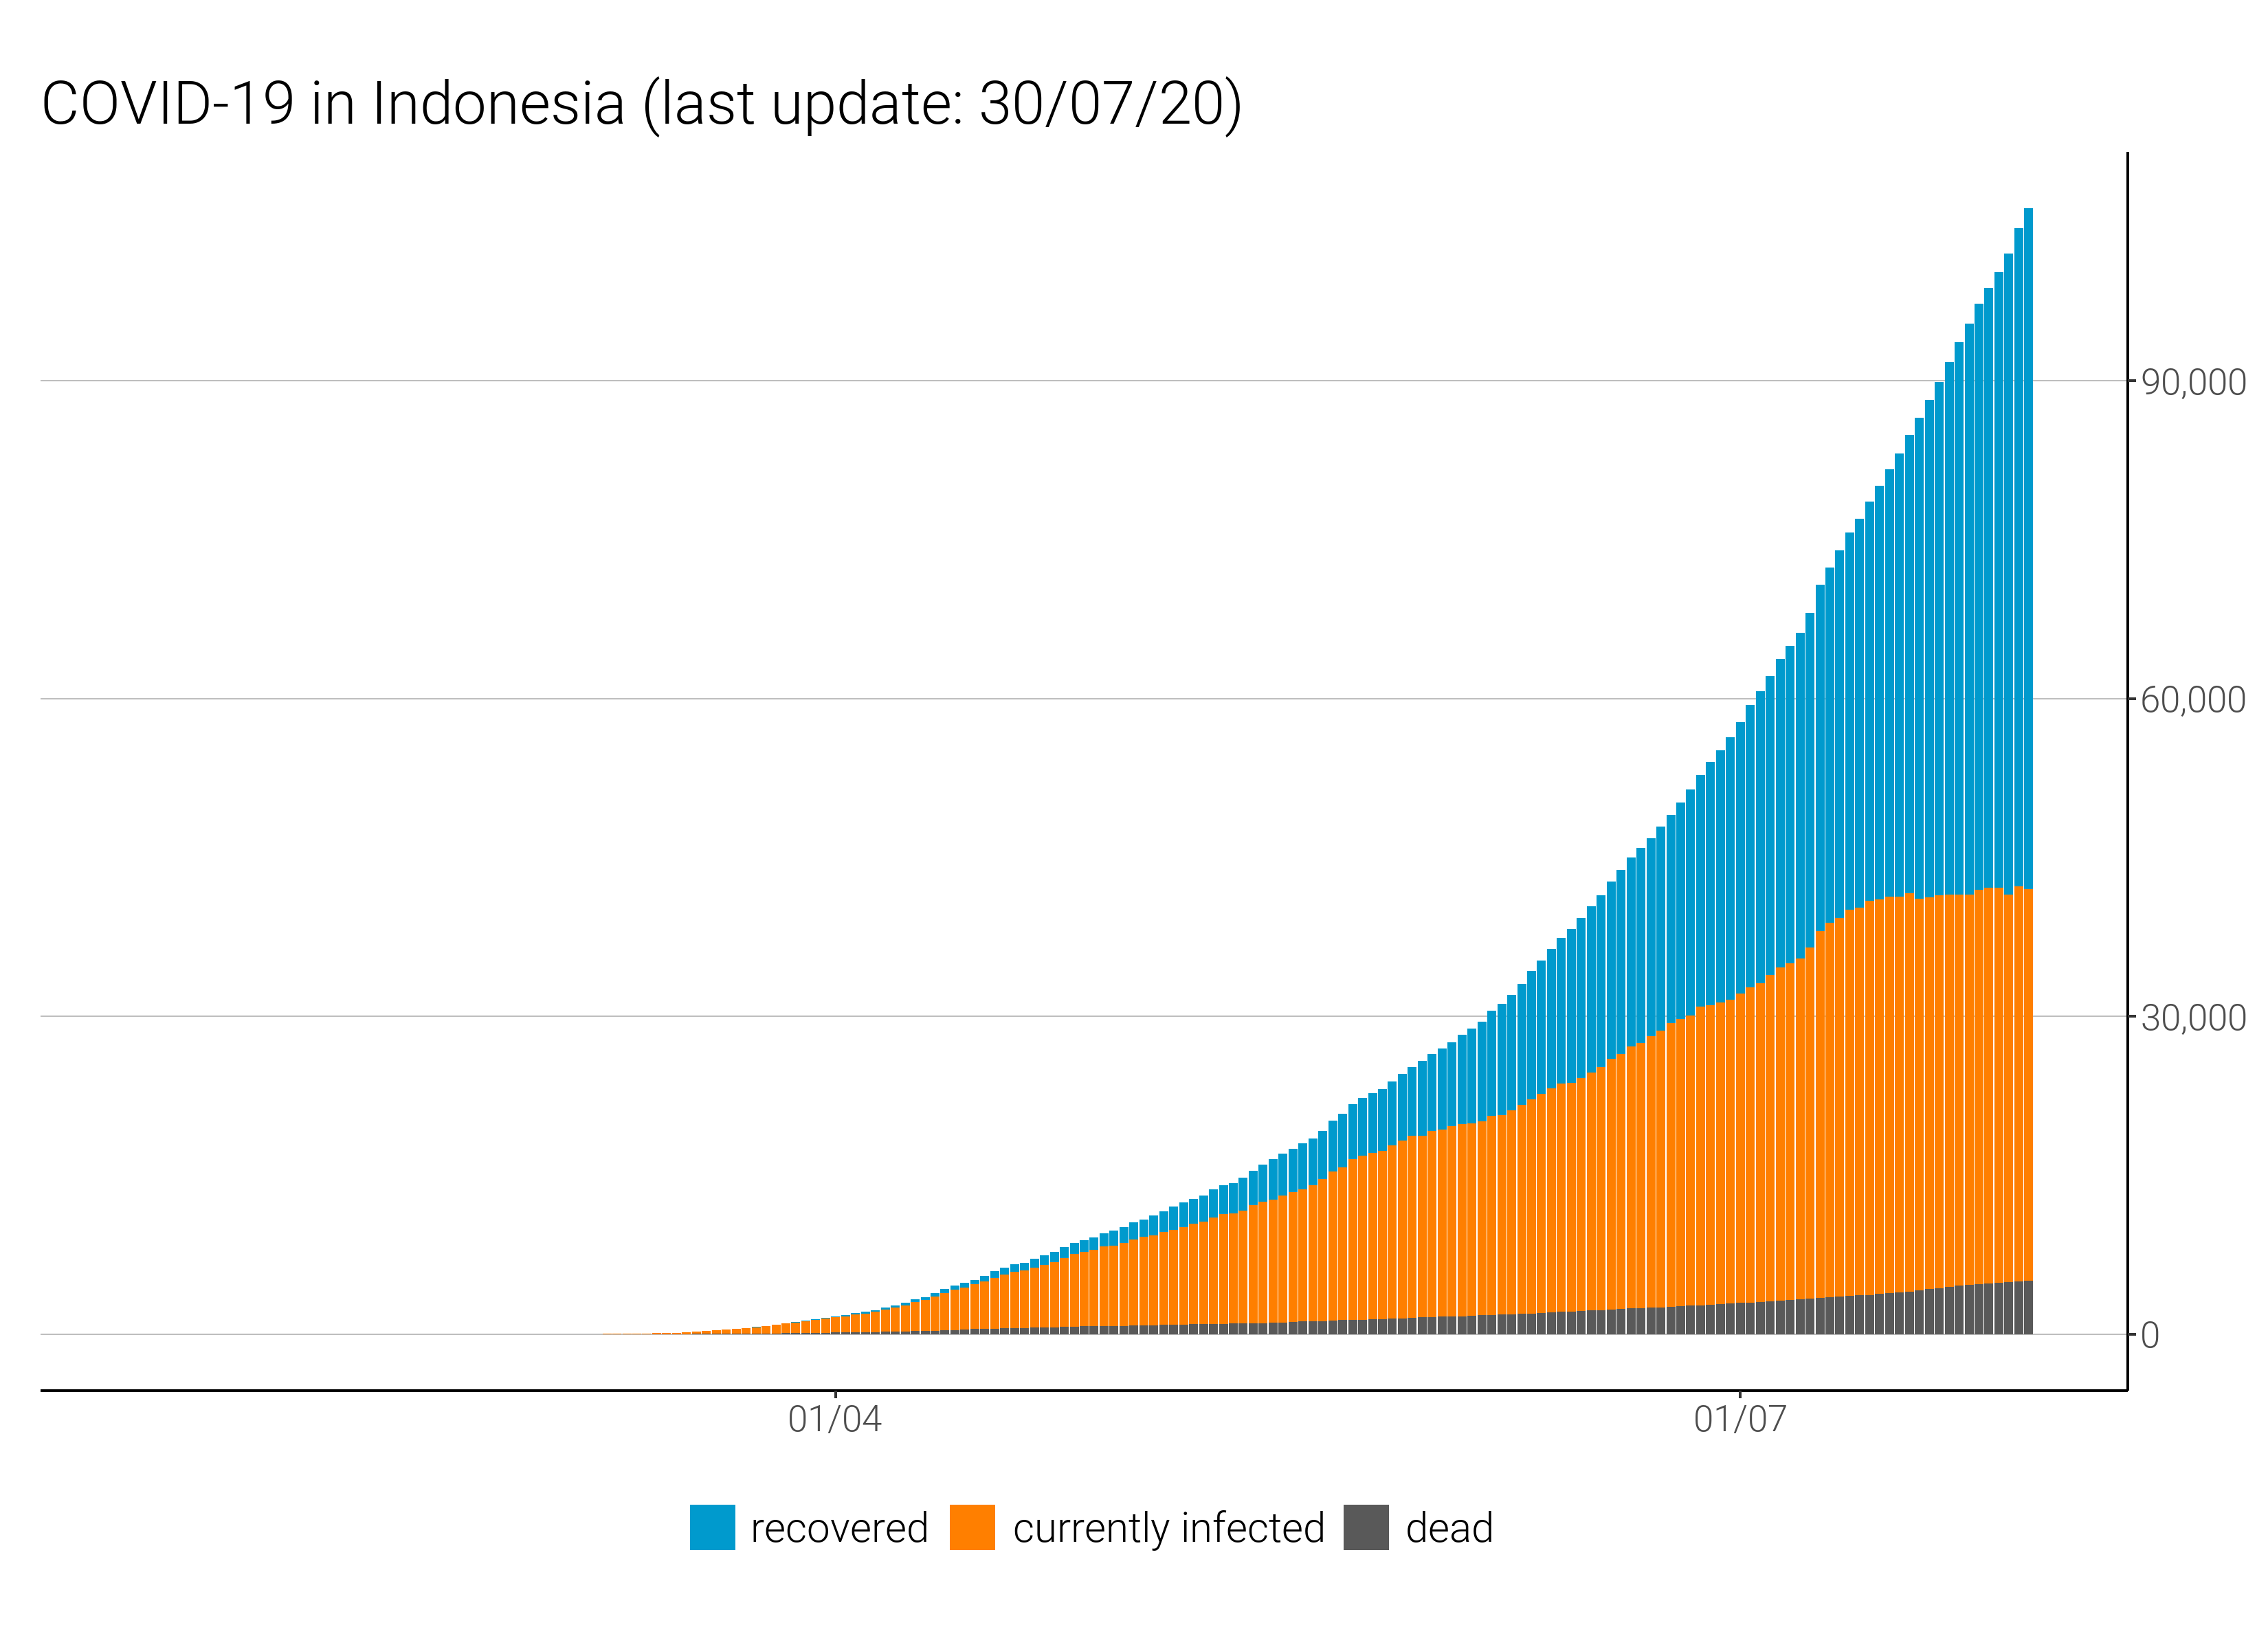 COVID-19 in Indonesia (last update: 30/07/20)
90,000
60,000
30,000
0
01/04 01/07
recovered currently infected dead